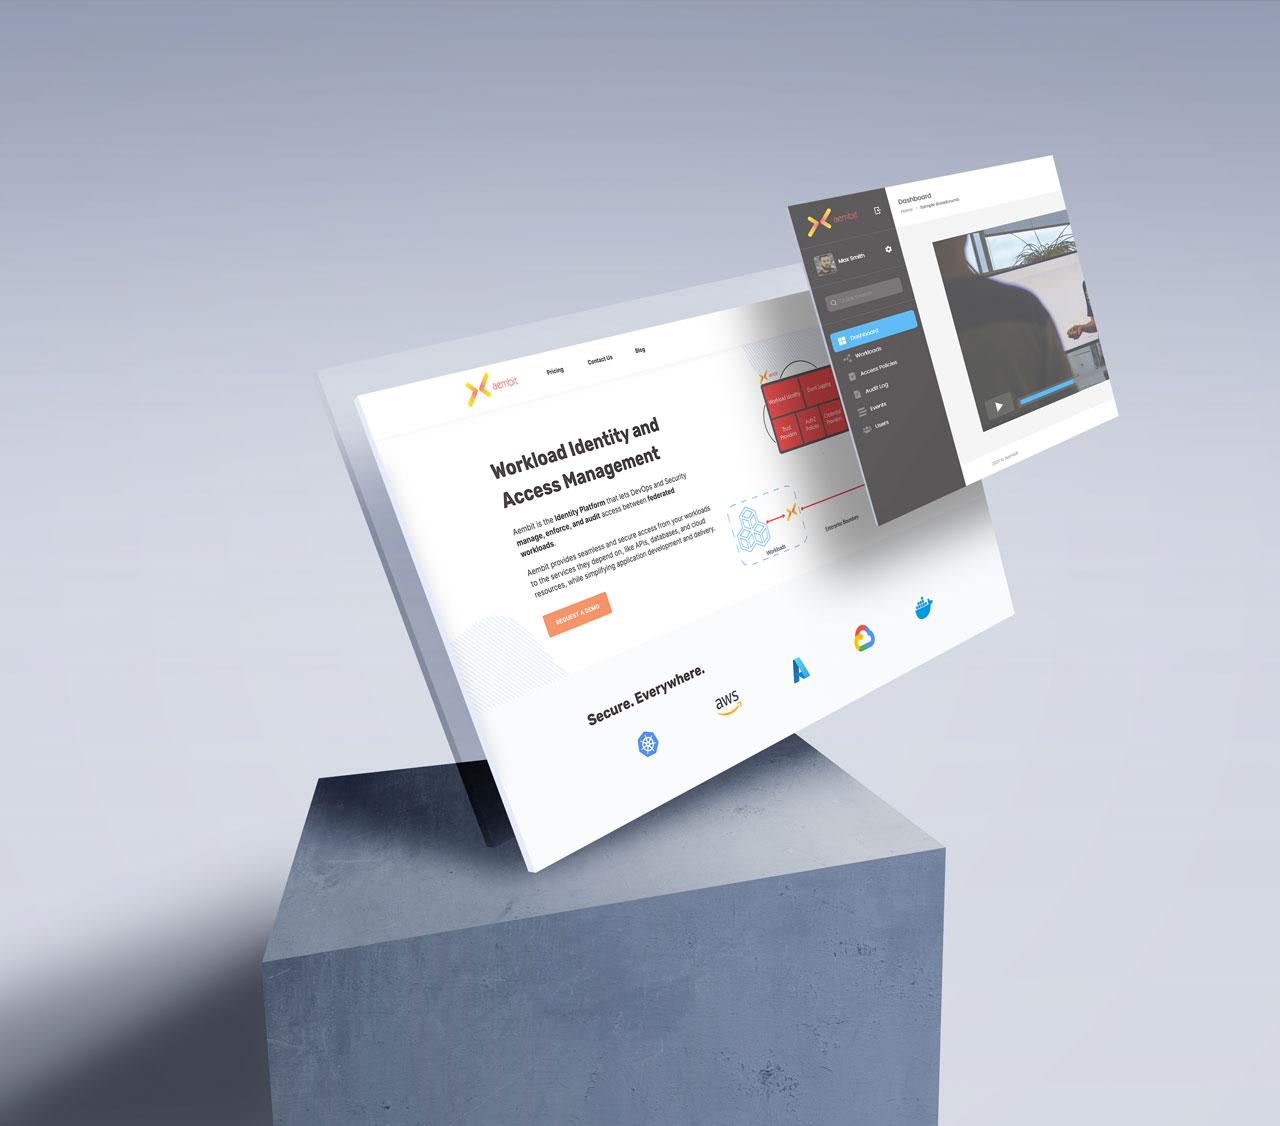 aembit
Pricing
Contact Us
Blog
Workload Identity and
Access Management
Aembit is the Identity Platform that lets DevOps and Security
manage, enforce, and audit access between federated
workloads.
Aembit provides seamless and secure access from your workloads
to the services they depend on, like APIs, databases, and cloud
resources, while simplifying application development and delivery.
REQUEST A DEMO
Workload Identity
Event Logging
Trust
Providers
AuthZ
Policies
Credential
Providers
Workloads
Enterprise Boundary
Secure. Everywhere.
aws
aembit
Max Smith
Quick Search
Dashboard
Workloads
Access Policies
Audit Log
Events
Users
Dashboard
Home - Sample Breadcrumb